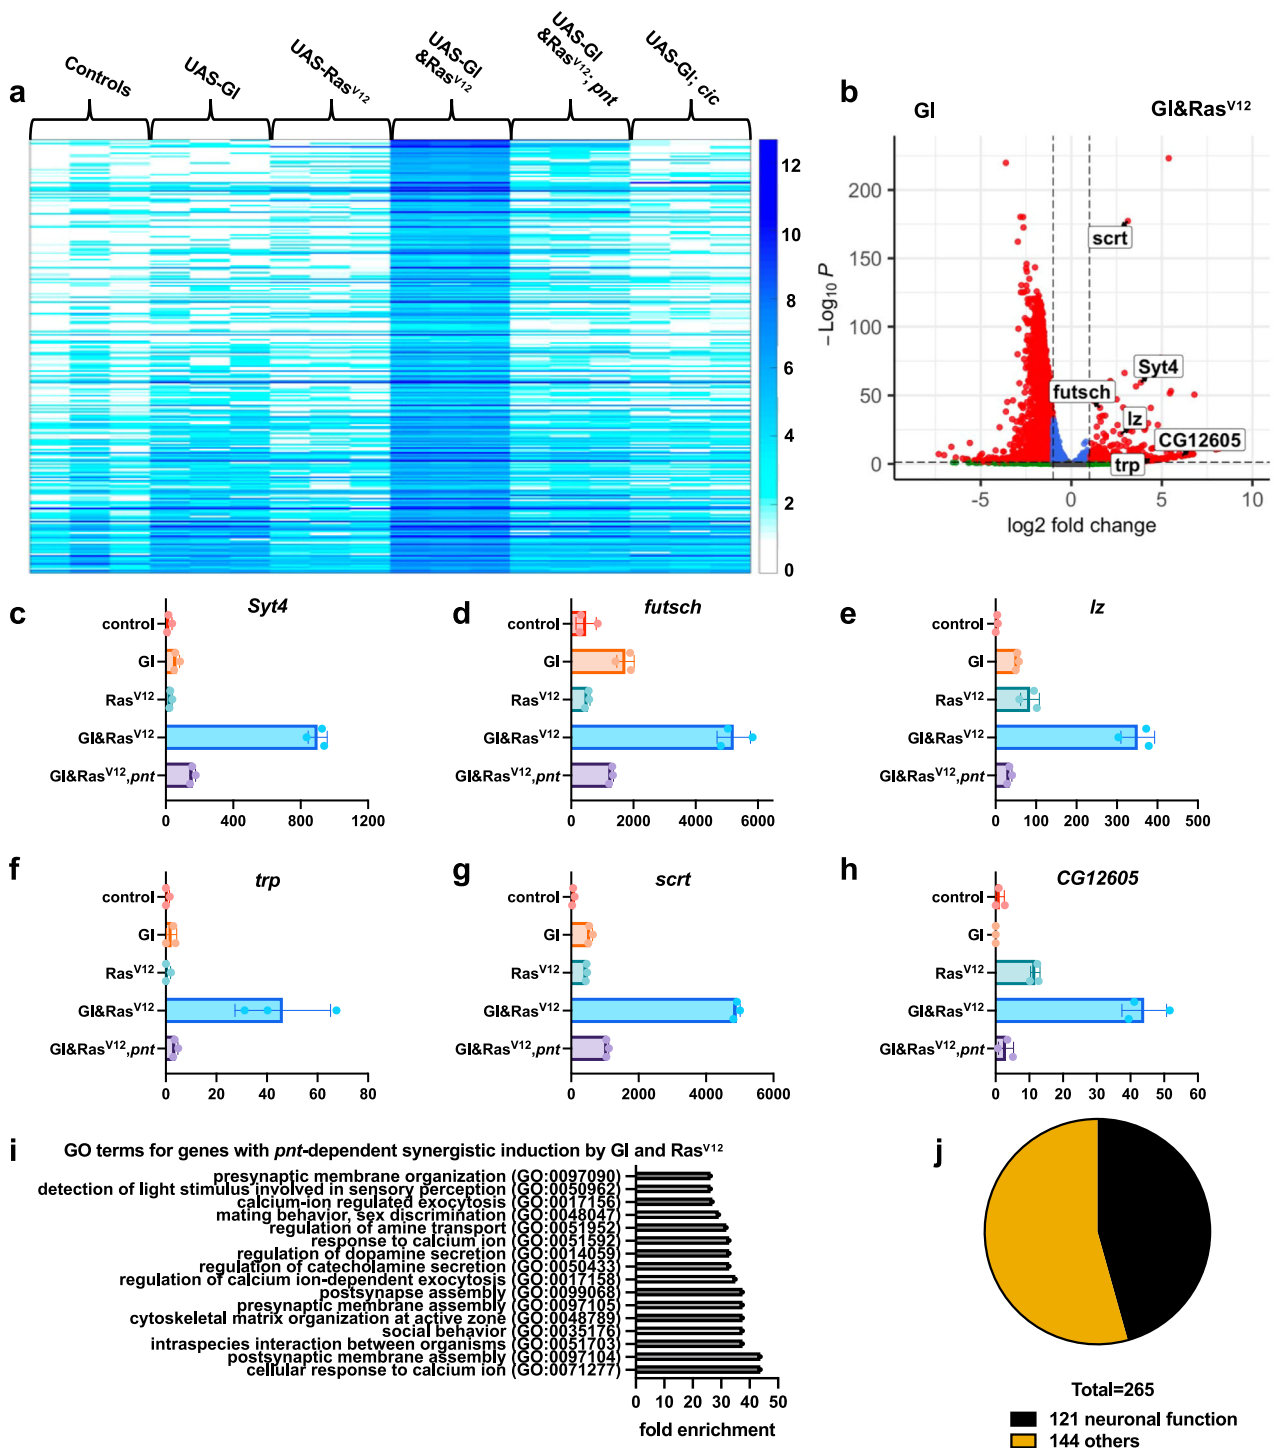 a
Controls
UAS-Gl
UAS-RasV12
UAS-Gl
&RasV12
UAS-Gl
&RasV12; pnt
UAS-Gl; cic
12
10
8
6
4
2
0
b
Gl
Gl&RasV12
200
150
100
50
0
−Log10 P
scrt
Syt4
futsch
lz
CG12605
trp
-5
0
5
10
log2 fold change
c
Syt4
control
Gl
RasV12
Gl&RasV12
Gl&RasV12,pnt
0
400
800
1200
d
futsch
control
Gl
RasV12
Gl&RasV12
Gl&RasV12,pnt
0
2000
4000
6000
e
lz
control
Gl
RasV12
Gl&RasV12
Gl&RasV12,pnt
0
100
200
300
400
500
f
trp
control
Gl
RasV12
Gl&RasV12
Gl&RasV12,pnt
0
20
40
60
80
g
scrt
control
Gl
RasV12
Gl&RasV12
Gl&RasV12,pnt
0
2000
4000
6000
h
CG12605
control
Gl
RasV12
Gl&RasV12
Gl&RasV12,pnt
0
10
20
30
40
50
60
i
GO terms for genes with pnt-dependent synergistic induction by Gl and RasV12
presynaptic membrane organization (GO:0097090)
detection of light stimulus involved in sensory perception (GO:0050962)
calcium-ion regulated exocytosis (GO:0017156)
mating behavior, sex discrimination (GO:0048047)
regulation of amine transport (GO:0051952)
response to calcium ion (GO:0051592)
regulation of dopamine secretion (GO:0014059)
regulation of catecholamine secretion (GO:0050433)
regulation of calcium ion-dependent exocytosis (GO:0017158)
postsynapse assembly (GO:0099068)
presynaptic membrane assembly (GO:0097105)
cytoskeletal matrix organization at active zone (GO:0048789)
social behavior (GO:0035176)
intraspecies interaction between organisms (GO:0051703)
postsynaptic membrane assembly (GO:0097104)
cellular response to calcium ion (GO:0071277)
0
10
20
30
40
50
fold enrichment
j
Total=265
121 neuronal function
144 others